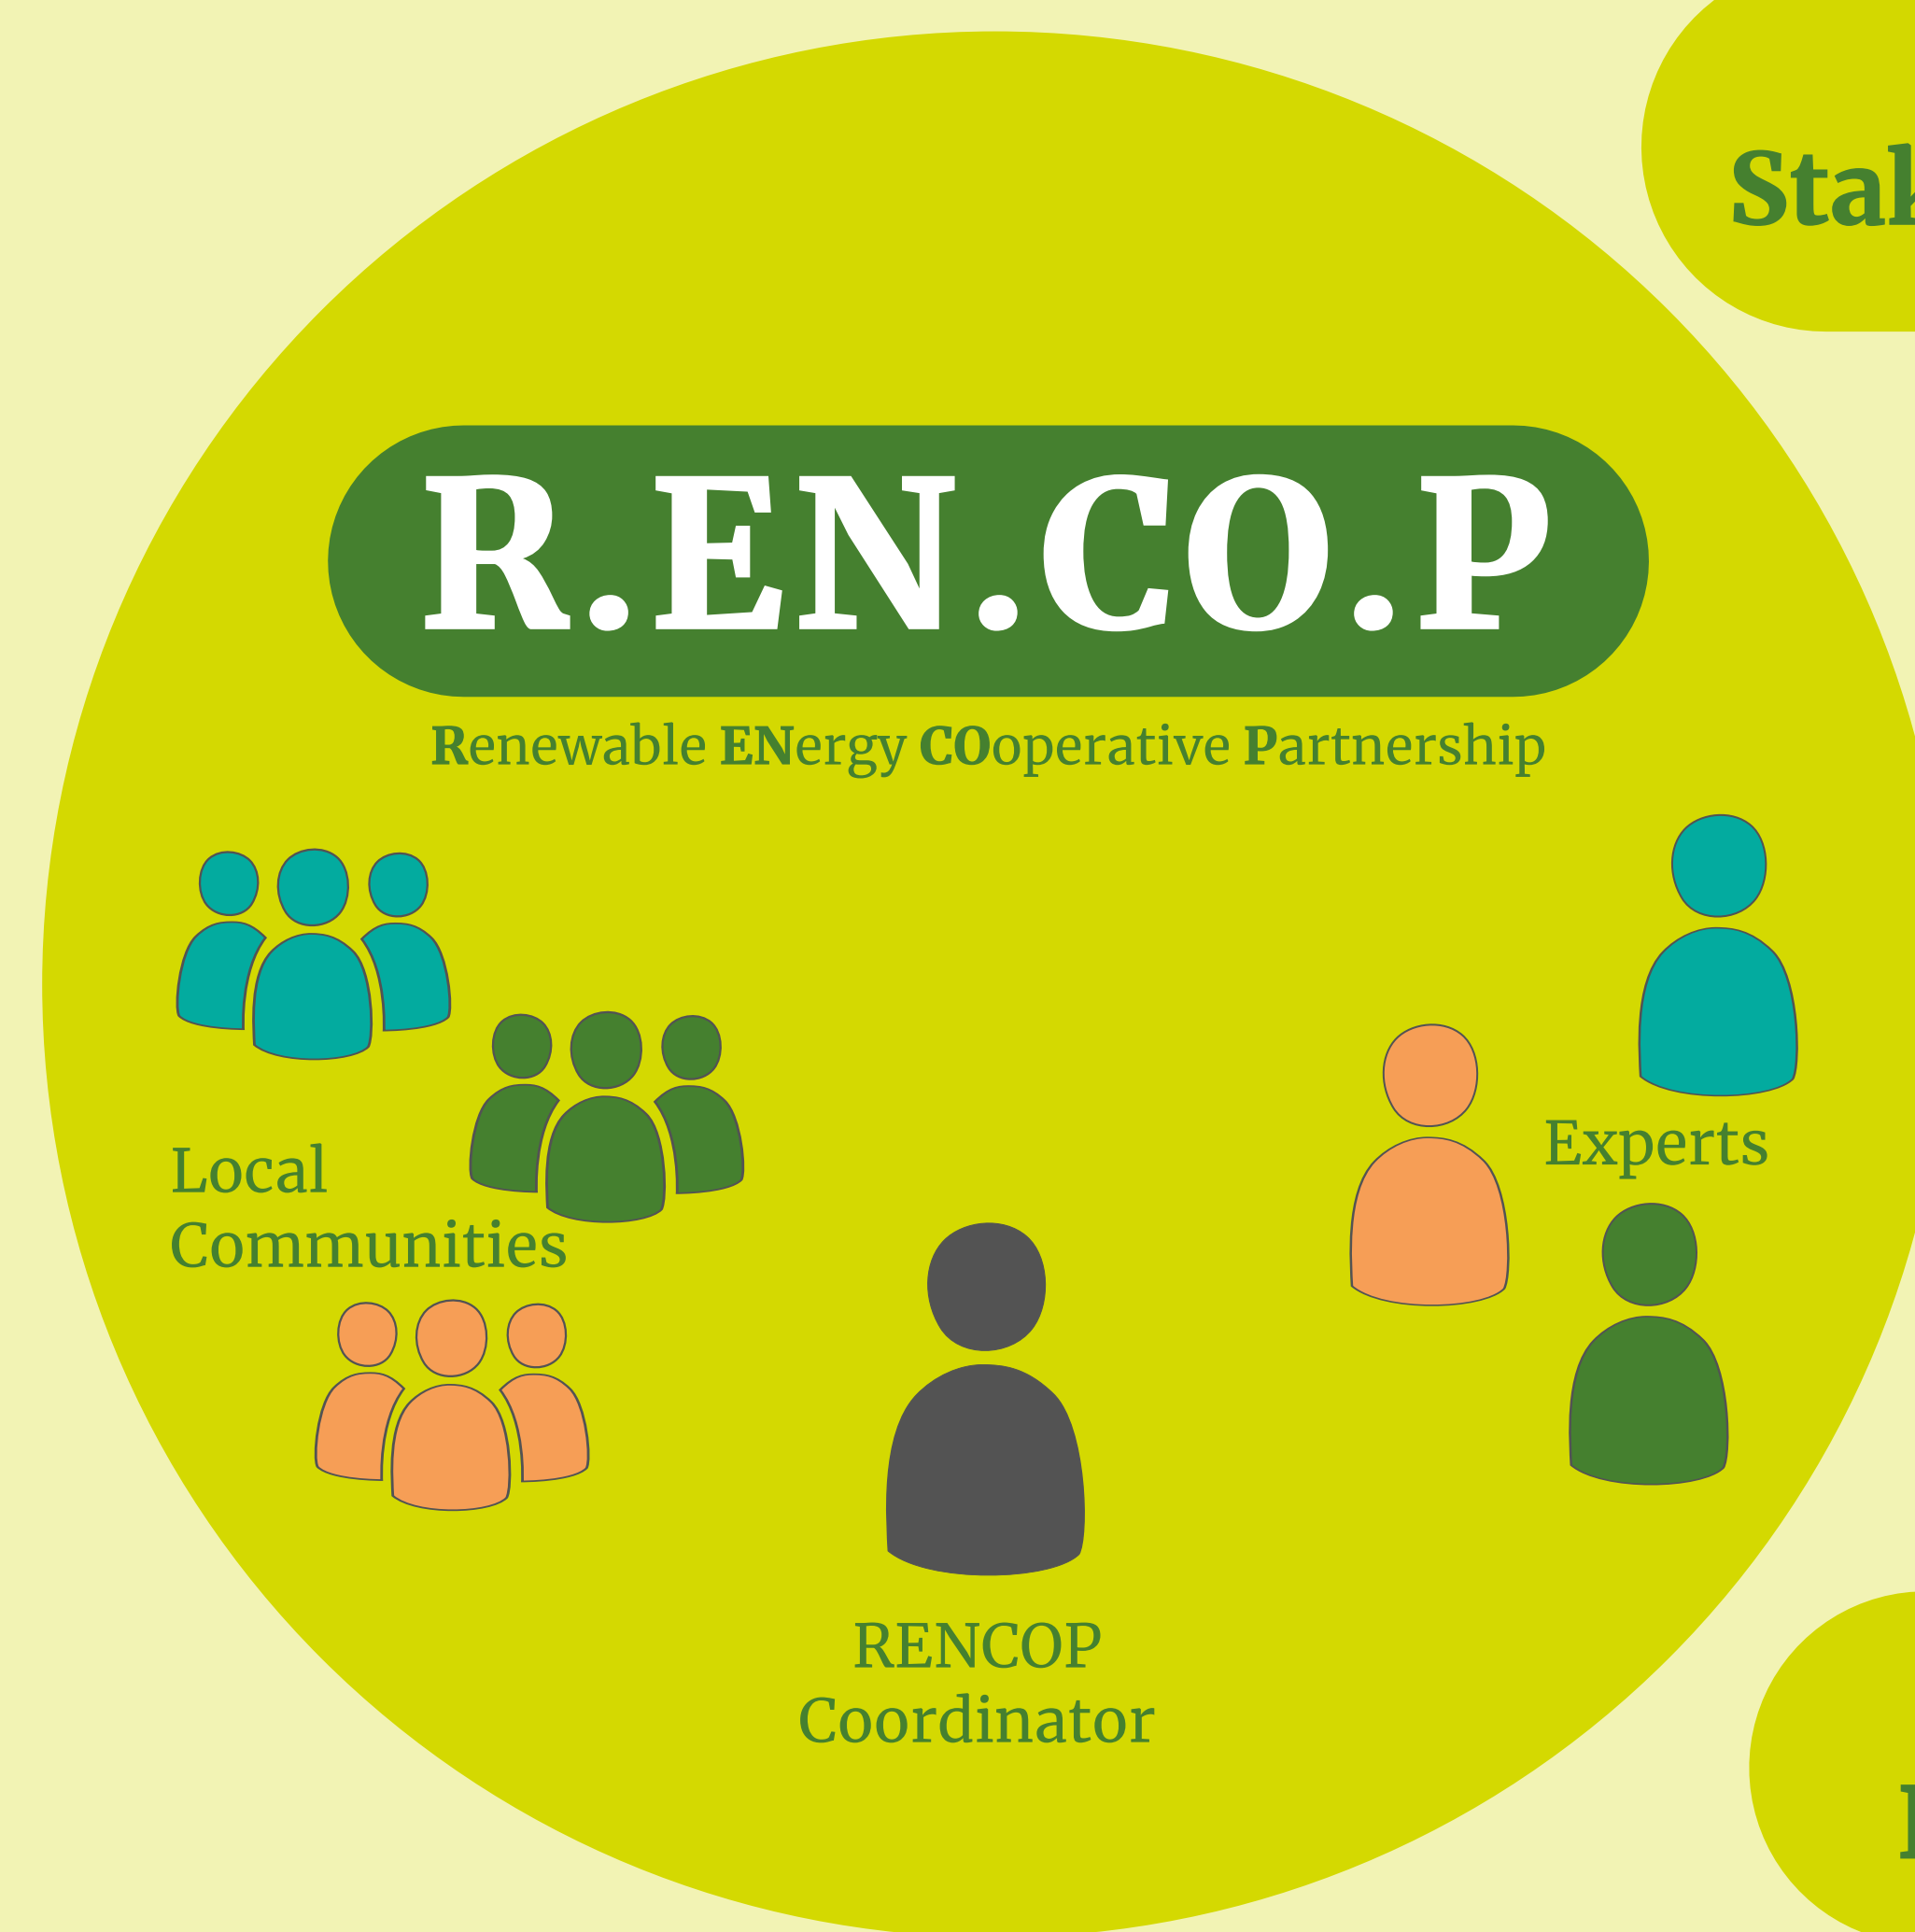 R.EN.CO.P
Renewable ENergy COoperative Partnership
Local
Communities
Experts
RENCOP
Coordinator